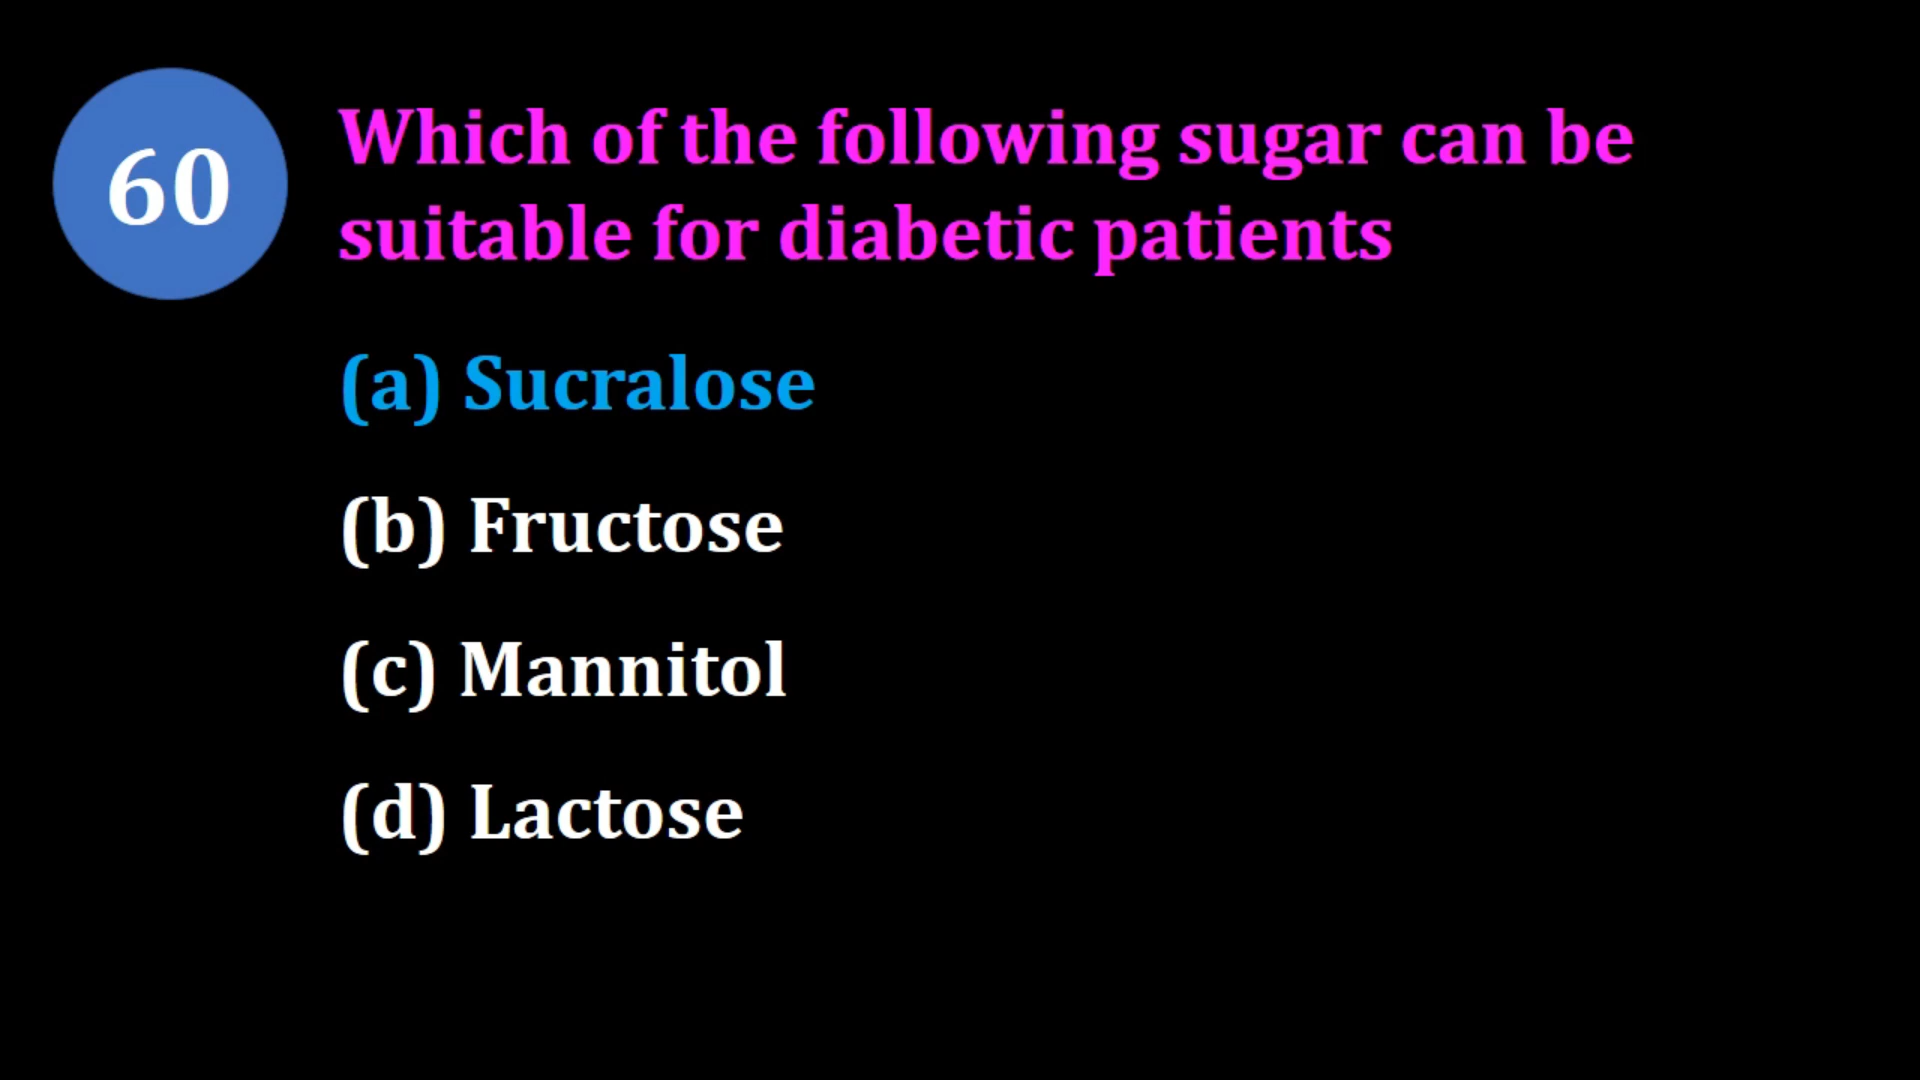 60
Which of the following sugar can be
suitable for diabetic patients
(a) Sucralose
(b) Fructose
(c) Mannitol
(d) Lactose